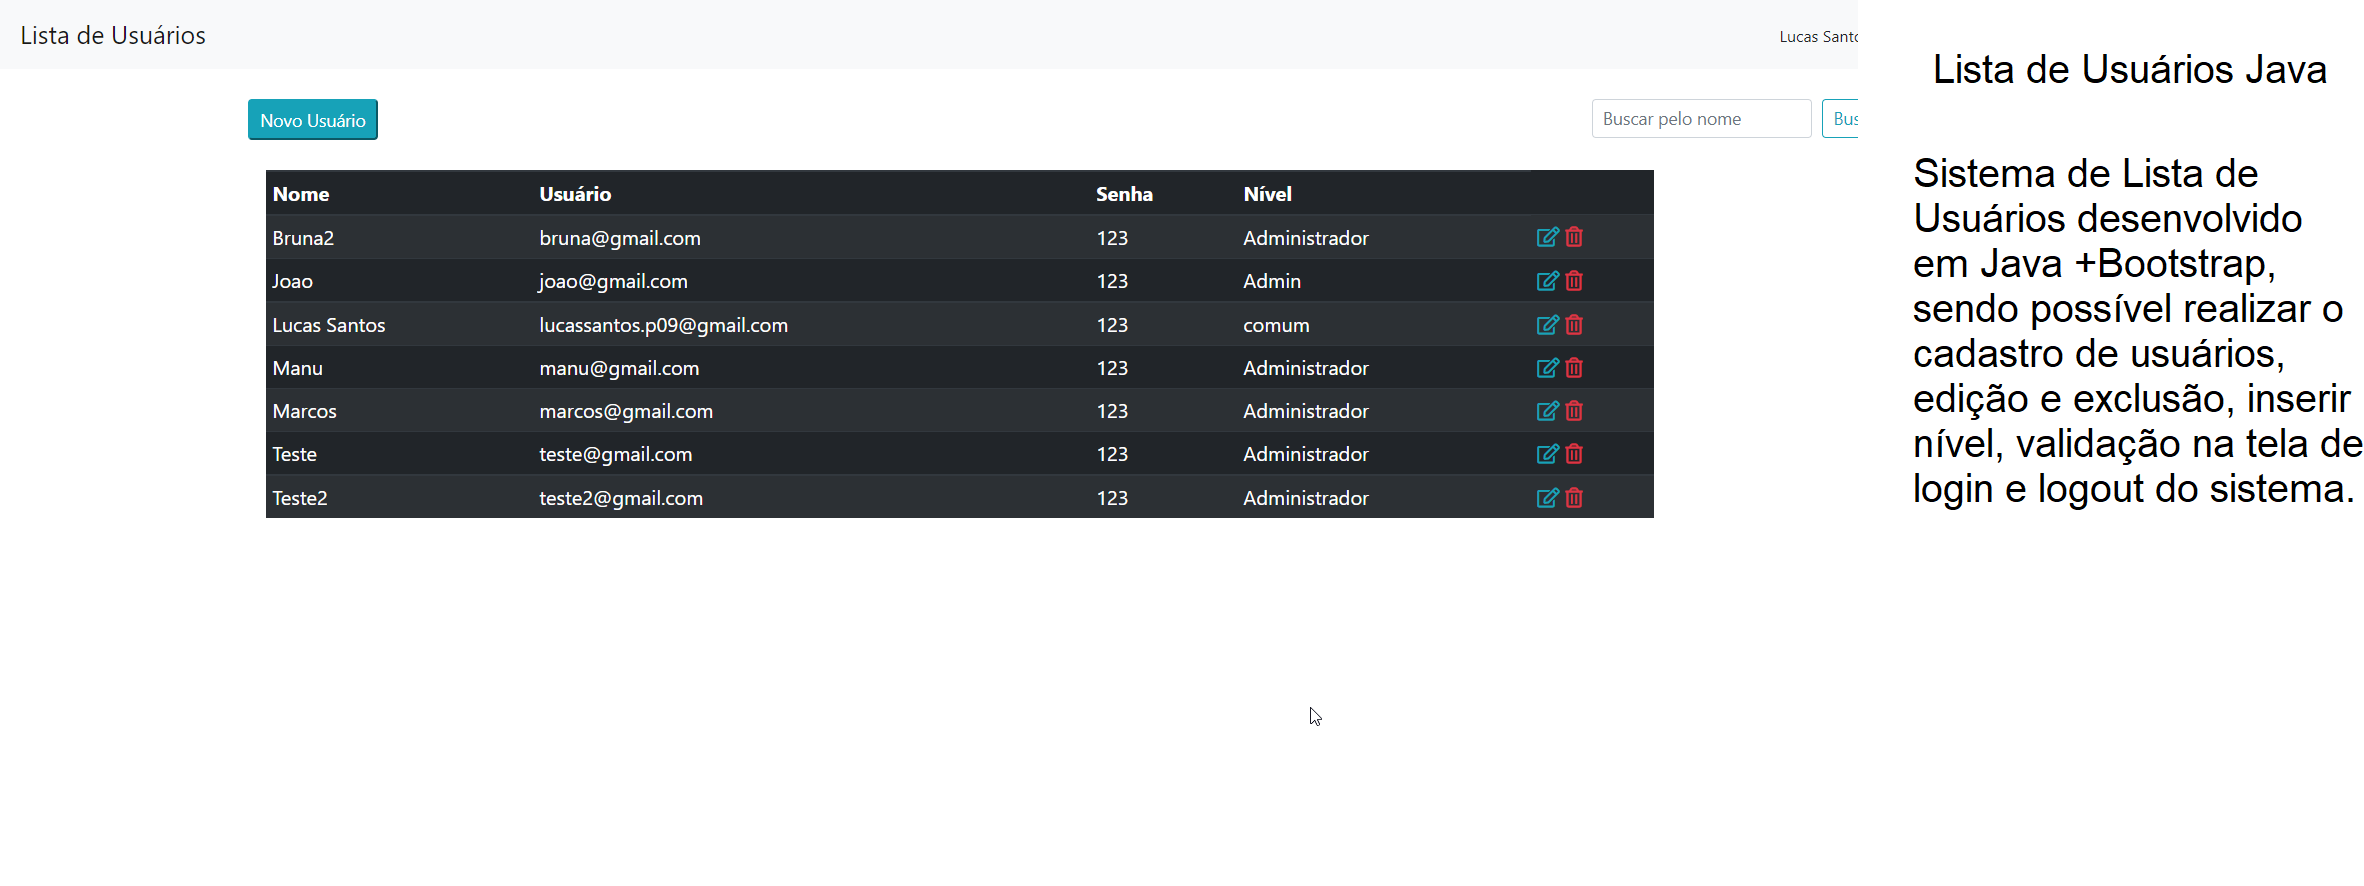 Lista de Usuários
Lucas Santo
Novo Usuário
Buscar pelo nome
Bus
Nome Usuário Senha Nível
Bruna2 bruna@gmail.com 123 Administrador
Joao joao@gmail.com 123 Admin
Lucas Santos lucassantos.p09@gmail.com 123 comum
Manu manu@gmail.com 123 Administrador
Marcos marcos@gmail.com 123 Administrador
Teste teste@gmail.com 123 Administrador
Teste2 teste2@gmail.com 123 Administrador
Lista de Usuários Java
Sistema de Lista de
Usuários desenvolvido
em Java +Bootstrap,
sendo possível realizar o
cadastro de usuários,
edição e exclusão, inserir
nível, validação na tela de
login e logout do sistema.